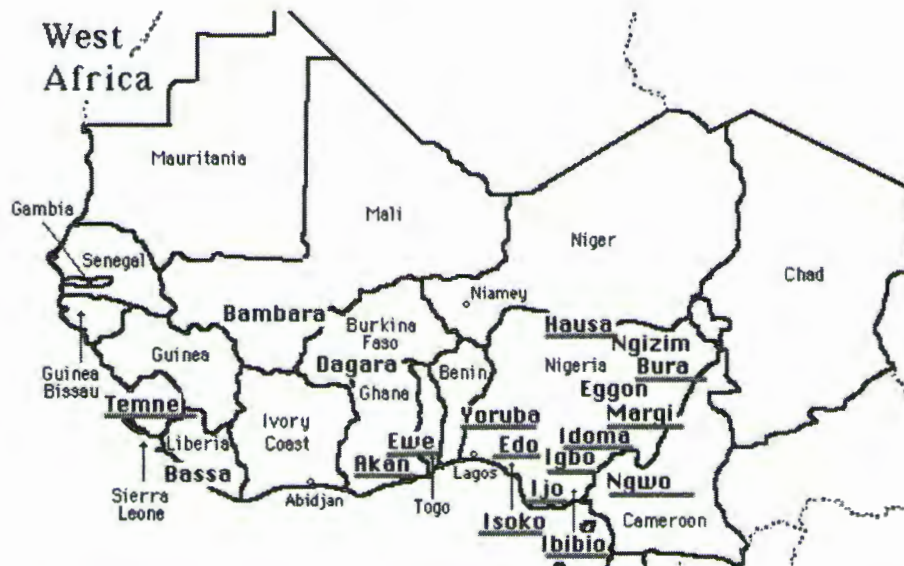 West
Africa
Mauritania
Gambia
Mali
Niger
Senegal
Chad
Niamey
Bambara
Hausa
Burkina
Faso
Ngizim
Guinea
Nigeria
Bura
Dagara
Benin
Guinea
Bissau
Eggon
Ghana
Temne
Ivory
Coast
Yoruba
Margi
Liberia
Ewe
Edo
Idoma
Igbo
Bassa
Akan
Lagos
Ijo
Ngwo
Sierra
Leone
Abidjan
Togo
Isoko
Cameroon
Ibibio